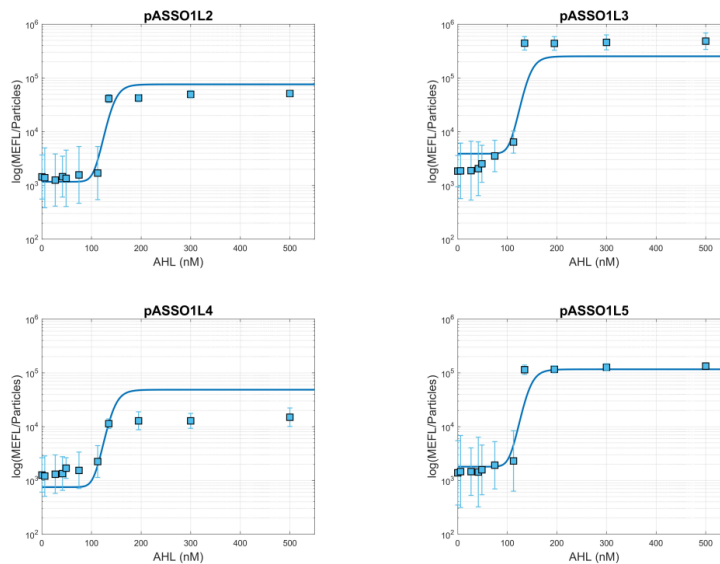 pASSO1L2
10^6
10^5
10^4
10^3
10^2
log(MEFL/Particles)
0 100 200 300 400 500
AHL (nM)
pASSO1L3
10^6
10^5
10^4
10^3
10^2
log(MEFL/Particles)
0 100 200 300 400 500
AHL (nM)
pASSO1L4
10^6
10^5
10^4
10^3
10^2
log(MEFL/Particles)
0 100 200 300 400 500
AHL (nM)
pASSO1L5
10^6
10^5
10^4
10^3
10^2
log(MEFL/Particles)
0 100 200 300 400 500
AHL (nM)